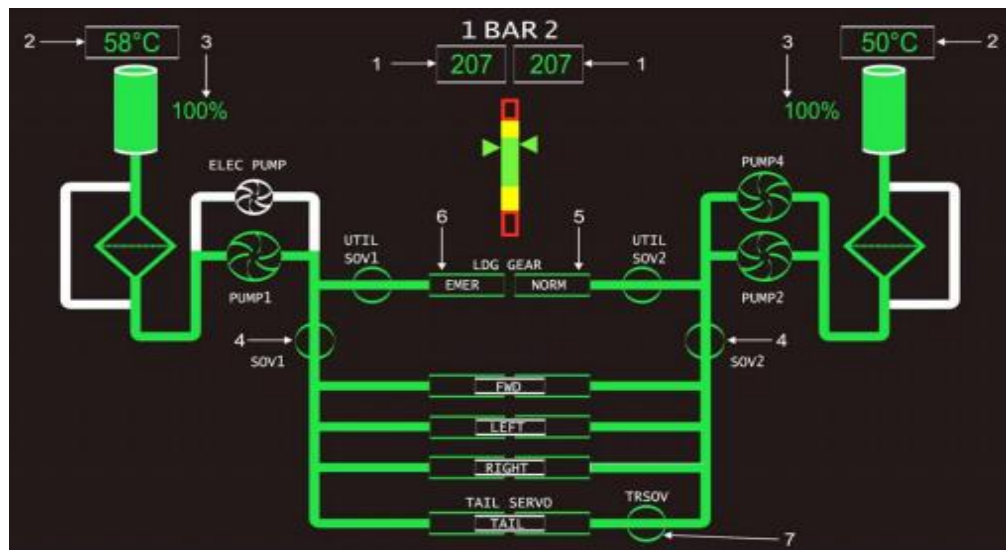 1 BAR 2
2 58°C 3 1 207 207 1 3 50°C 2
100% 100%
ELEC PUMP PUMP4
6 5
UTIL SOV1 LDG GEAR UTIL SOV2
EMER NORM
PUMP1 PUMP2
4 4
SOV1 SOV2
FWD
LEFT
RIGHT
TAIL SERVO TRSOV
TAIL
7